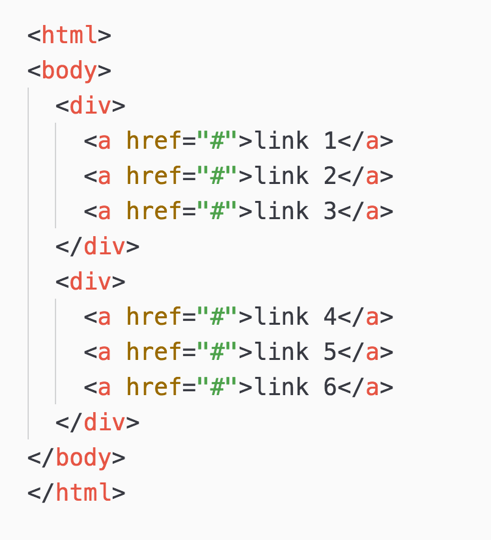 <html>
<body>
  <div>
    <a href="#">link 1</a>
    <a href="#">link 2</a>
    <a href="#">link 3</a>
  </div>
  <div>
    <a href="#">link 4</a>
    <a href="#">link 5</a>
    <a href="#">link 6</a>
  </div>
</body>
</html>